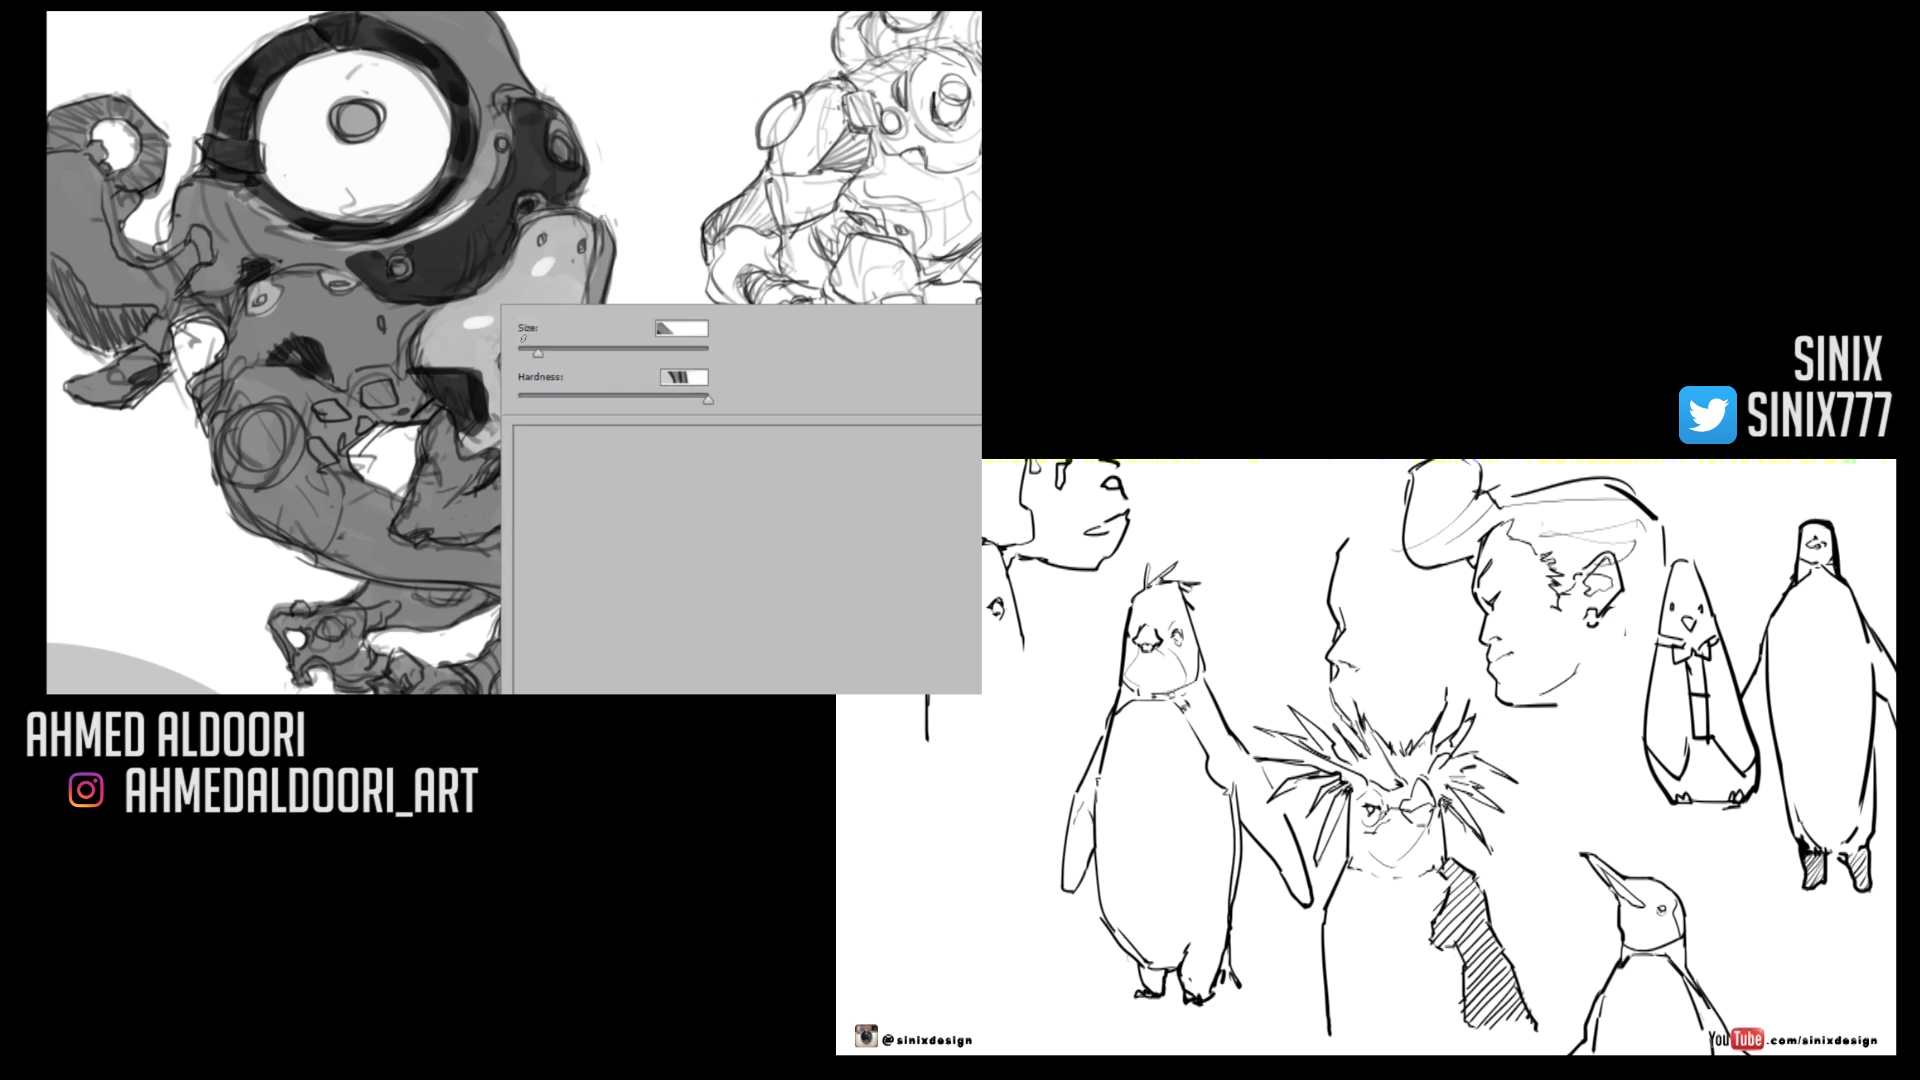 Size:
Hardness:
SINIX
SINIX777
AHMED ALDOORI
AHMEDALDOORI_ART
@sinixdesign
YouTube.com/sinixdesign